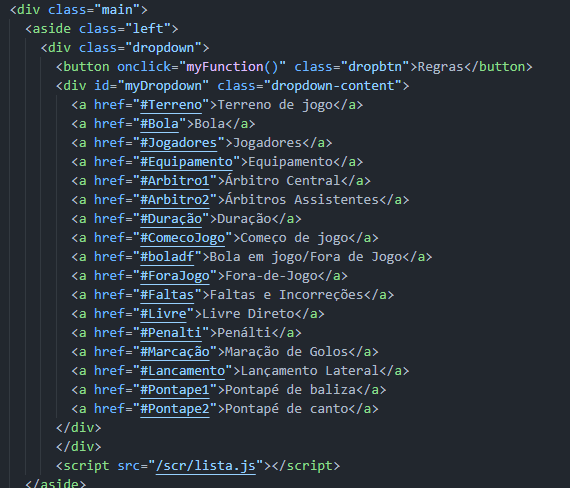 <div class="main">
<aside class="left">
<div class="dropdown">
<button onclick="myFunction()" class="dropbtn">Regras</button>
<div id="myDropdown" class="dropdown-content">
<a href="#Terreno">Terreno de jogo</a>
<a href="#Bola">Bola</a>
<a href="#Jogadores">Jogadores</a>
<a href="#Equipamento">Equipamento</a>
<a href="#Arbitro1">Árbitro Central</a>
<a href="#Arbitro2">Árbitros Assistentes</a>
<a href="#Duração">Duração</a>
<a href="#ComecoJogo">Começo de jogo</a>
<a href="#boladf">Bola em jogo/Fora de Jogo</a>
<a href="#ForaJogo">Fora-de-Jogo</a>
<a href="#Faltas">Faltas e Incorreções</a>
<a href="#Livre">Livre Direto</a>
<a href="#Penalti">Penálti</a>
<a href="#Marcação">Maração de Golos</a>
<a href="#Lancamento">Lançamento Lateral</a>
<a href="#Pontape1">Pontapé de baliza</a>
<a href="#Pontape2">Pontapé de canto</a>
</div>
</div>
<script src="/scr/lista.js"></script>
</aside>